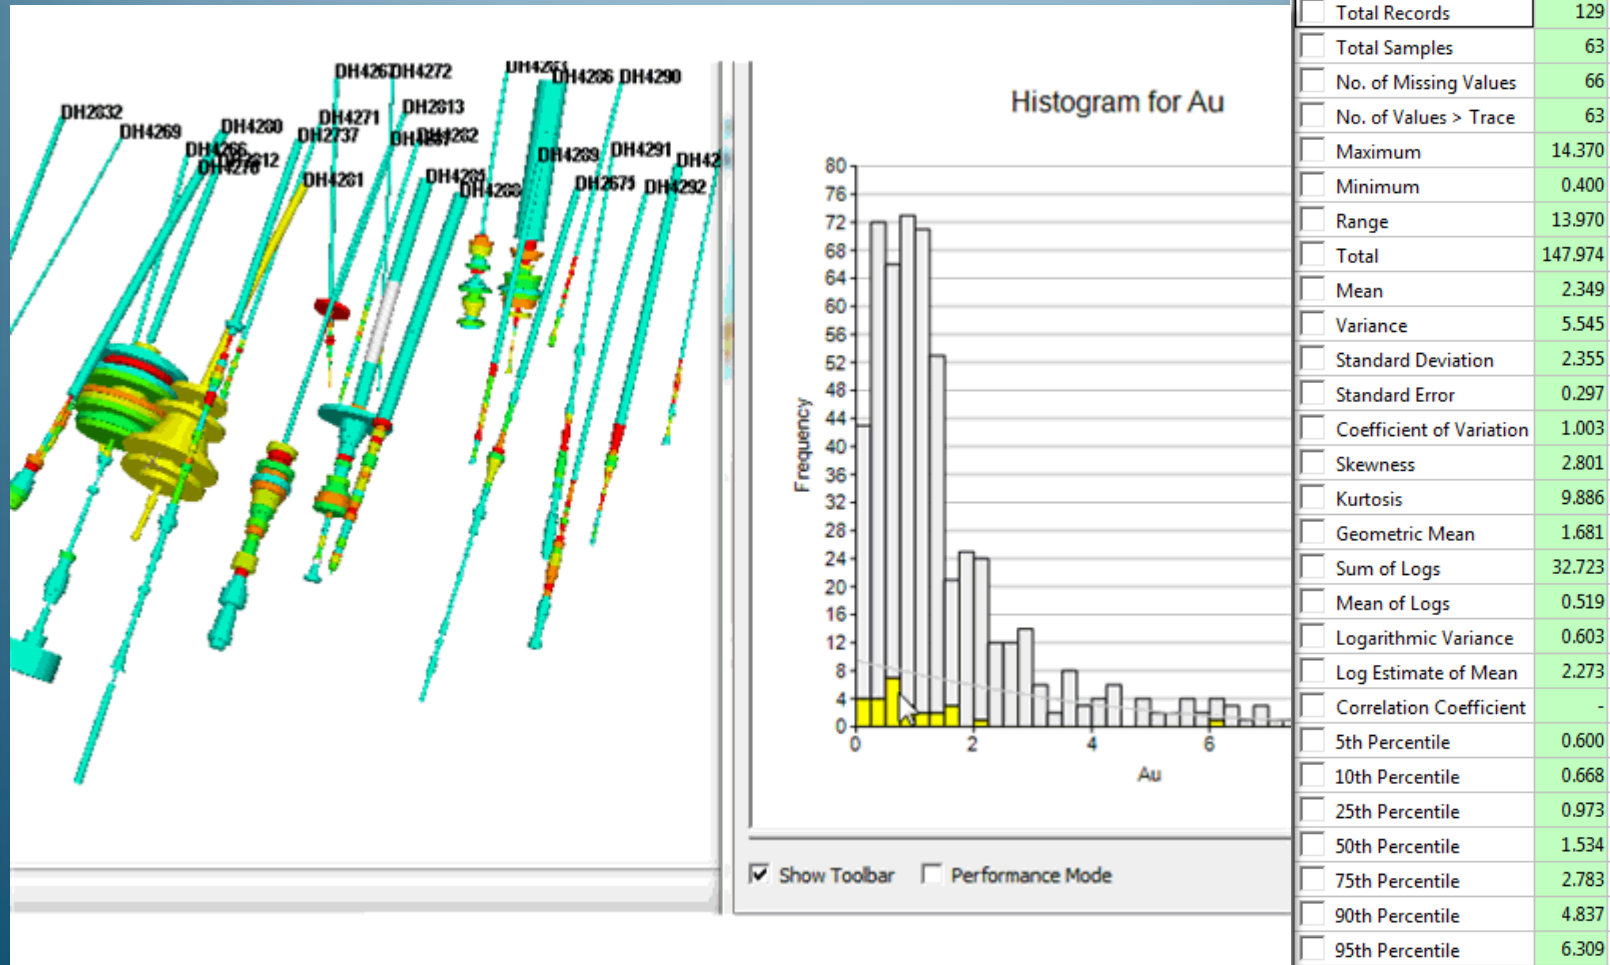 DH4267
DH4272
DH4286
DH4290
DH2832
DH4269
DH4280
DH4271
DH2737
DH2813
DH4282
DH4266
DH4281
DH4285
DH4288
DH4289
DH4291
DH2675
DH4292
Histogram for Au
Frequency
80
76
72
68
64
60
56
52
48
44
40
36
32
28
24
20
16
12
8
4
0
0 2 4 6
Au
Show Toolbar Performance Mode
Total Records 129
Total Samples 63
No. of Missing Values 66
No. of Values > Trace 63
Maximum 14.370
Minimum 0.400
Range 13.970
Total 147.974
Mean 2.349
Variance 5.545
Standard Deviation 2.355
Standard Error 0.297
Coefficient of Variation 1.003
Skewness 2.801
Kurtosis 9.886
Geometric Mean 1.681
Sum of Logs 32.723
Mean of Logs 0.519
Logarithmic Variance 0.603
Log Estimate of Mean 2.273
Correlation Coefficient -
5th Percentile 0.600
10th Percentile 0.668
25th Percentile 0.973
50th Percentile 1.534
75th Percentile 2.783
90th Percentile 4.837
95th Percentile 6.309